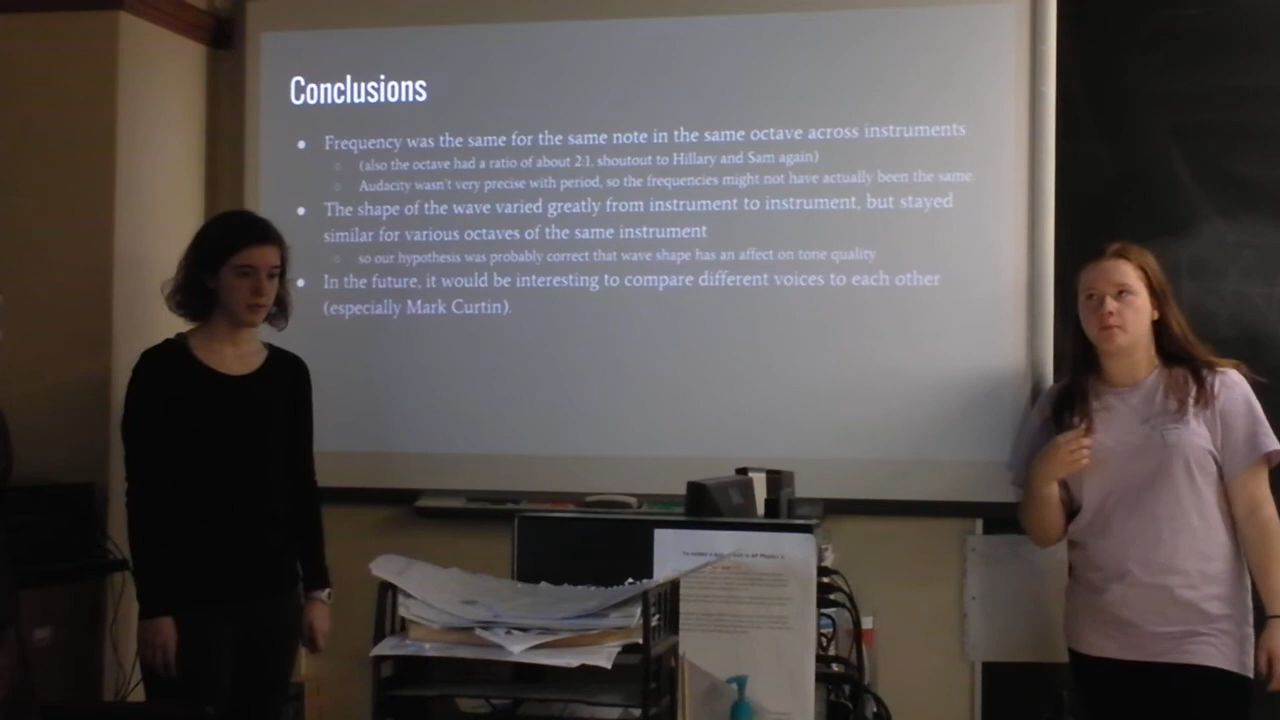 Conclusions
Frequency was the same for the same note in the same octave across instruments
(also the octave had a ratio of about 2:1, shoutout to Hillary and Sam again)
Audacity wasn't very precise with period, so the frequencies might not have actually been the same.
The shape of the wave varied greatly from instrument to instrument, but stayed
similar for various octaves of the same instrument
so our hypothesis was probably correct that wave shape has an affect on tone quality
In the future, it would be interesting to compare different voices to each other
(especially Mark Curtin).
AP Physics